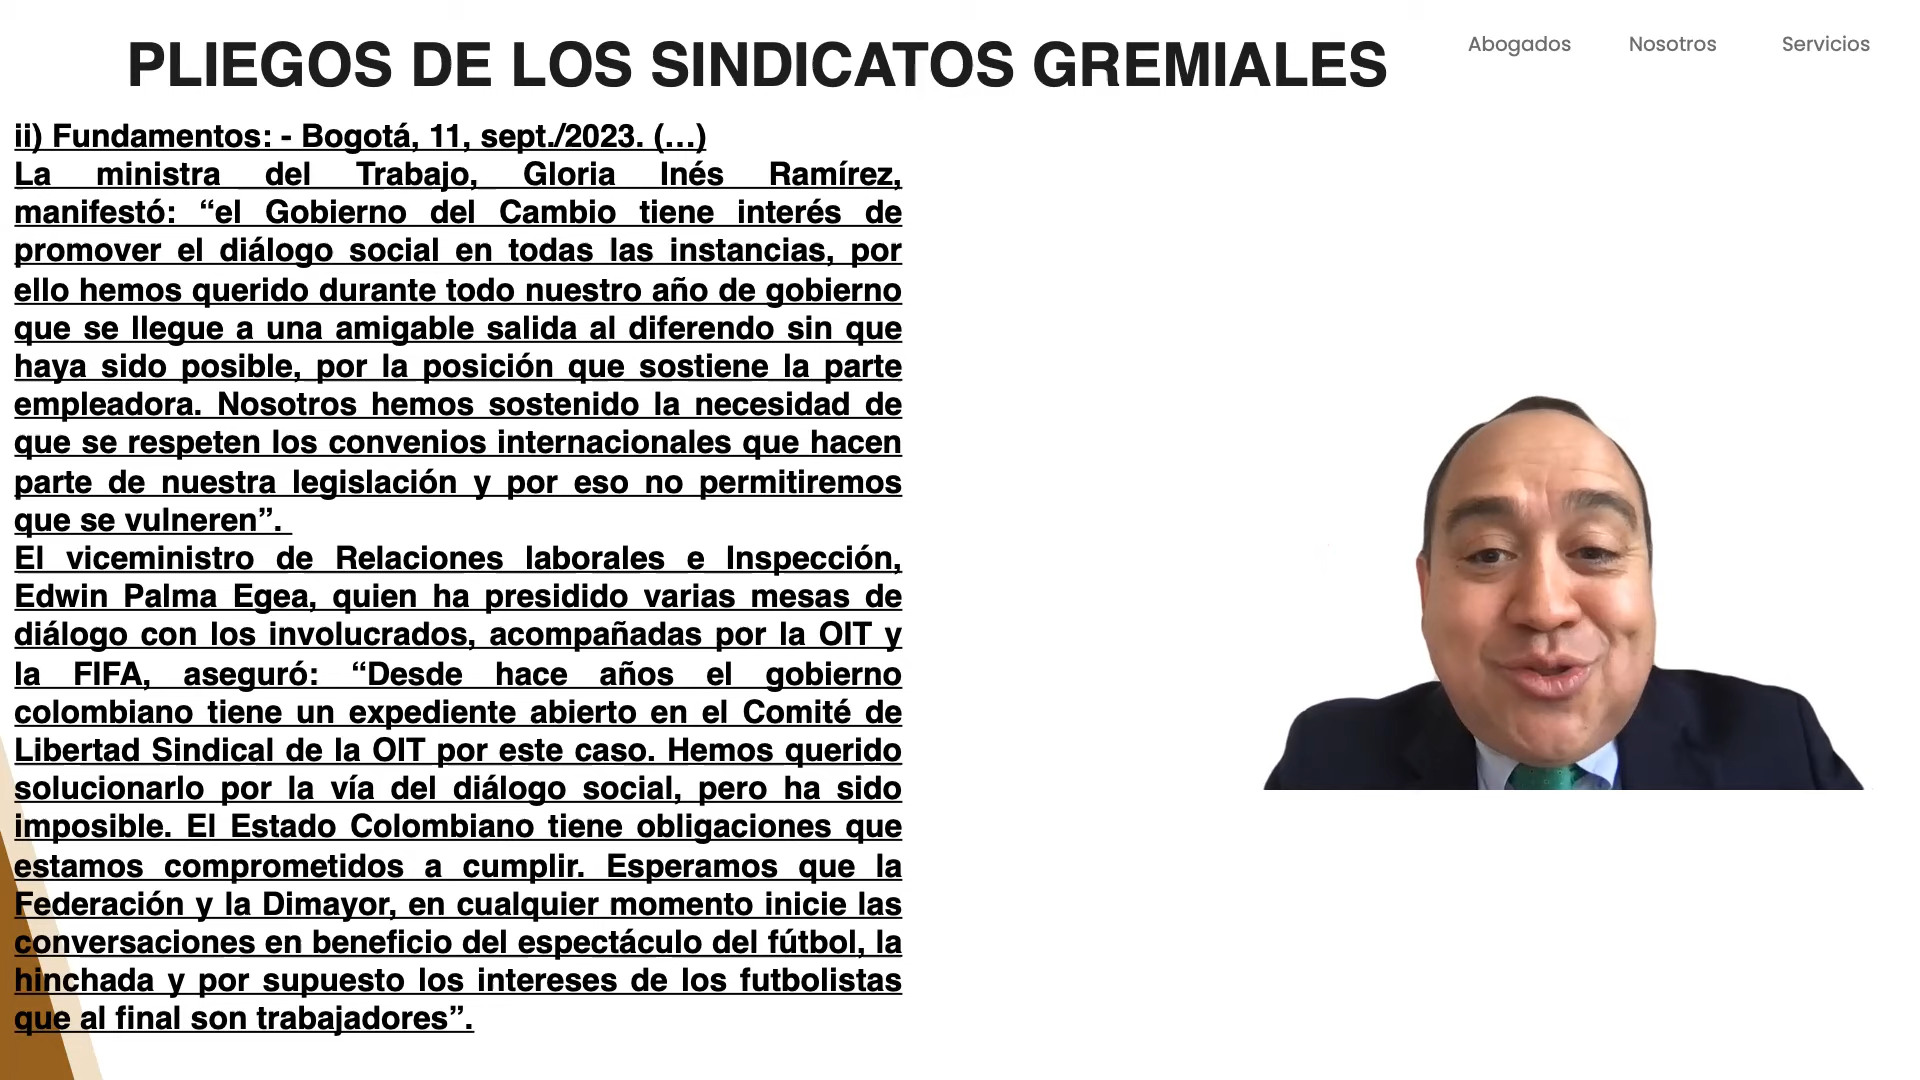 PLIEGOS DE LOS SINDICATOS GREMIALES
Abogados
Nosotros
Servicios
ii) Fundamentos: - Bogotá, 11, sept./2023. (…)
La ministra del Trabajo, Gloria Inés Ramírez,
manifestó: “el Gobierno del Cambio tiene interés de
promover el diálogo social en todas las instancias, por
ello hemos querido durante todo nuestro año de gobierno
que se llegue a una amigable salida al diferendo sin que
haya sido posible, por la posición que sostiene la parte
empleadora. Nosotros hemos sostenido la necesidad de
que se respeten los convenios internacionales que hacen
parte de nuestra legislación y por eso no permitiremos
que se vulneren”.
El viceministro de Relaciones laborales e Inspección,
Edwin Palma Egea, quien ha presidido varias mesas de
diálogo con los involucrados, acompañadas por la OIT y
la FIFA, aseguró: “Desde hace años el gobierno
colombiano tiene un expediente abierto en el Comité de
Libertad Sindical de la OIT por este caso. Hemos querido
solucionarlo por la vía del diálogo social, pero ha sido
imposible. El Estado Colombiano tiene obligaciones que
estamos comprometidos a cumplir. Esperamos que la
Federación y la Dimayor, en cualquier momento inicie las
conversaciones en beneficio del espectáculo del fútbol, la
hinchada y por supuesto los intereses de los futbolistas
que al final son trabajadores”.